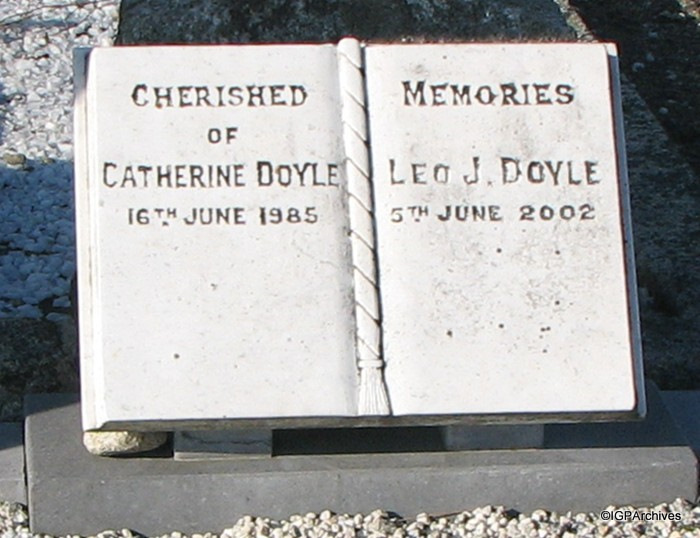 CHERISHED
OF
CATHERINE DOYLE
16TH JUNE 1985
MEMORIES
LEO J. DOYLE
5TH JUNE 2002
©IGPArchives